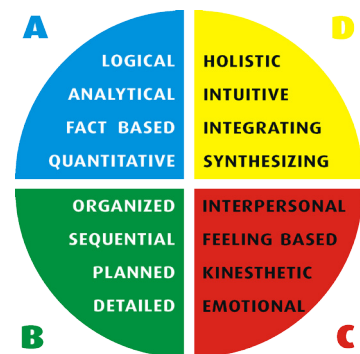 A
LOGICAL
ANALYTICAL
FACT BASED
QUANTITATIVE
D
HOLISTIC
INTUITIVE
INTEGRATING
SYNTHESIZING
B
ORGANIZED
SEQUENTIAL
PLANNED
DETAILED
C
INTERPERSONAL
FEELING BASED
KINESTHETIC
EMOTIONAL